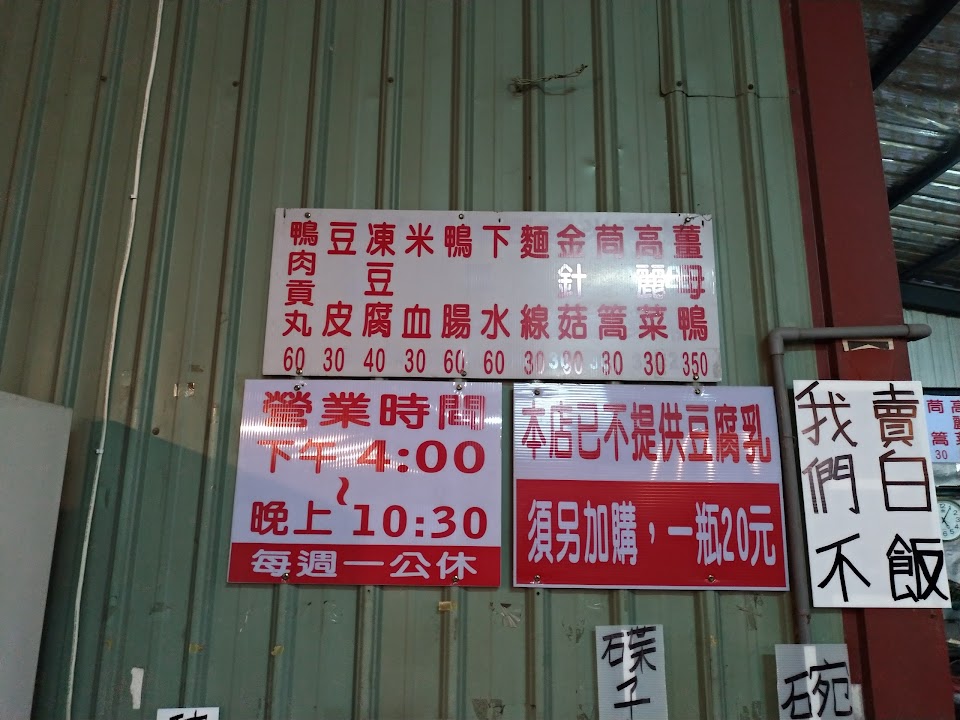 薑母鴨 350
高麗菜 30
茼蒿 30
金針菇 30
麵線 30
下水 60
鴨腸 60
米血 30
凍豆腐 40
豆皮 30
鴨肉貢丸 60
營業時間
下午 4:00
~
晚上 10:30
每週一公休
本店已不提供豆腐乳
須另加購，一瓶20元
我們不
賣白飯
碟子
碗